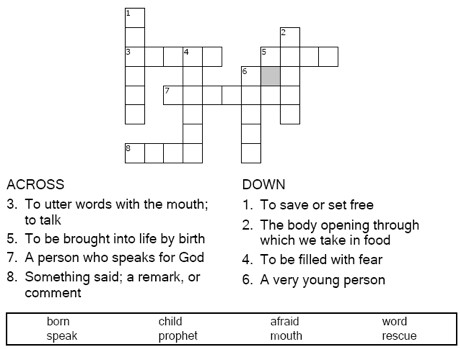 1
2
3
4
5
6
7
8
ACROSS
3. To utter words with the mouth;
to talk
5. To be brought into life by birth
7. A person who speaks for God
8. Something said; a remark, or
comment
DOWN
1. To save or set free
2. The body opening through
which we take in food
4. To be filled with fear
6. A very young person
born child afraid word
speak prophet mouth rescue